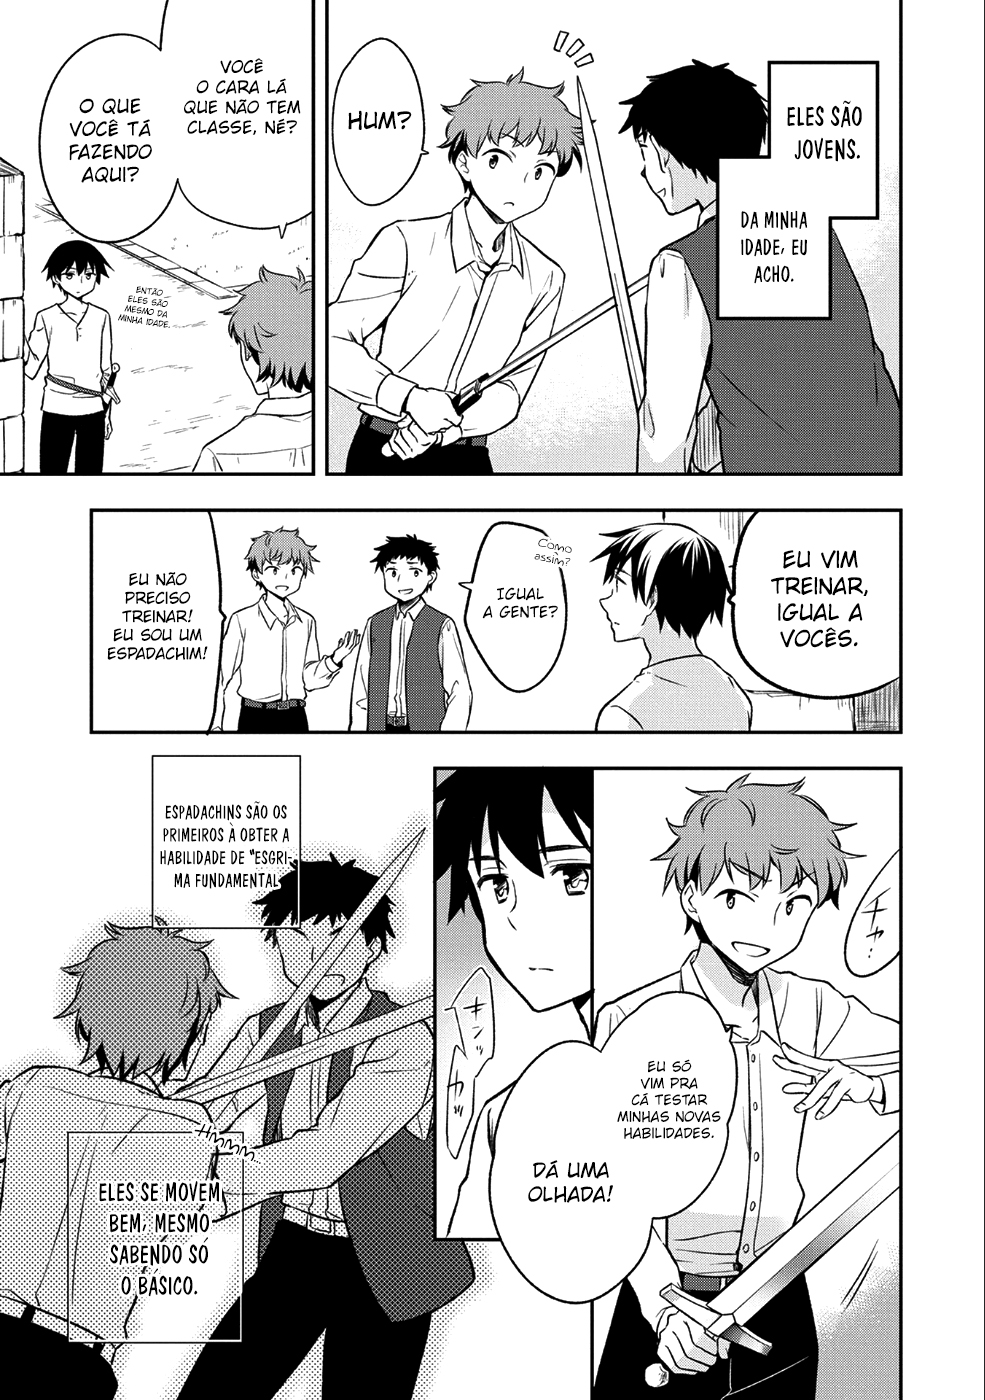 ELES SÃO
JOVENS.
DA MINHA
IDADE, EU
ACHO.
HUM?
VOCÊ
O CARA LÁ
QUE NÃO TEM
CLASSE, NÉ?
O QUE
VOCÊ TÁ
FAZENDO
AQUI?
ENTÃO
ELES SÃO
MESMO DA
MINHA IDADE.
EU VIM
TREINAR,
IGUAL A
VOCÊS.
Como
assim?
IGUAL
A GENTE?
EU NÃO
PRECISO
TREINAR!
EU SOU UM
ESPADACHIM!
EU SÓ
VIM PRA
CÁ TESTAR
MINHAS NOVAS
HABILIDADES.
DÁ UMA
OLHADA!
ESPADACHINS SÃO OS
PRIMEIROS À OBTER A
HABILIDADE DE "ESGRI-
MA FUNDAMENTAL
Hmmm...
ELES SE MOVEM
BEM, MESMO
SABENDO SÓ
O BÁSICO.